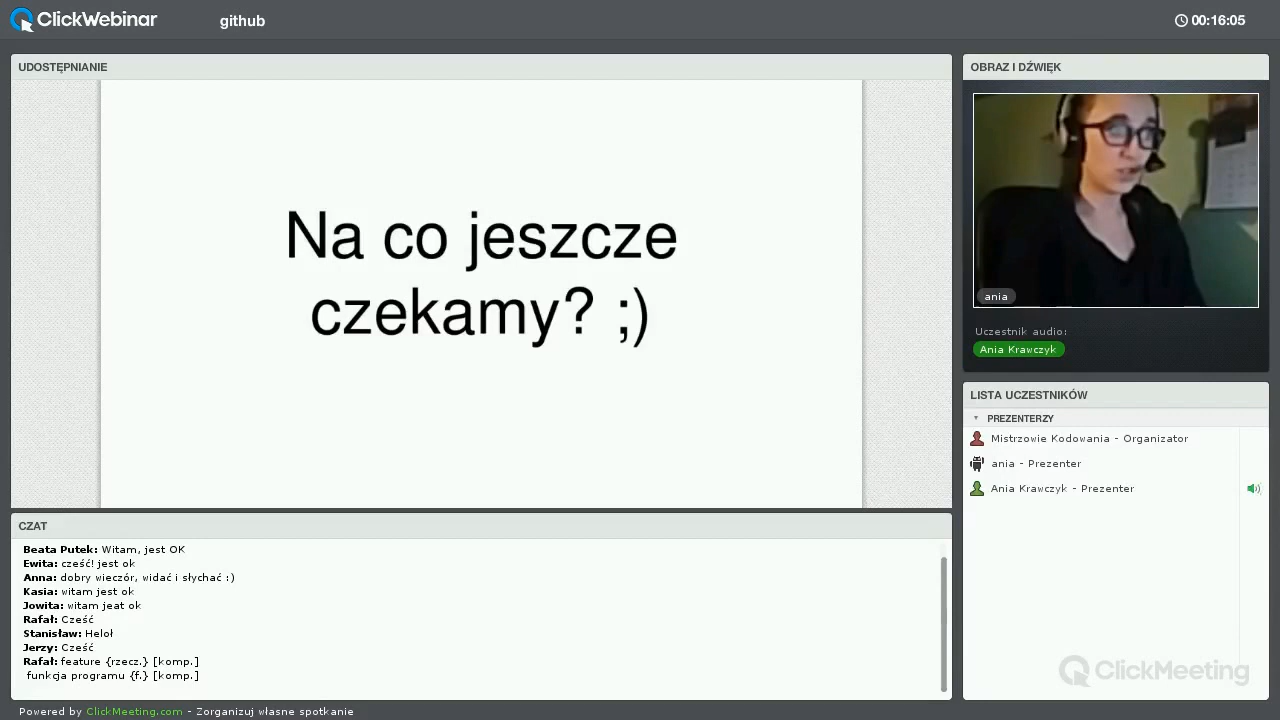 ClickWebinar
github
00:16:05
UDOSTĘPNIANIE
Na co jeszcze
czekamy? ;)
OBRAZ I DŹWIĘK
ania
Uczestnik audio:
Ania Krawczyk
LISTA UCZESTNIKÓW
PREZENTERZY
Mistrzowie Kodowania - Organizator
ania - Prezenter
Ania Krawczyk - Prezenter
ClickMeeting
CZAT
Beata Putek: Witam, jest OK
Ewita: cześć! jest ok
Anna: dobry wieczór, widać i słychać :)
Kasia: witam jest ok
Jowita: witam jeat ok
Rafał: Cześć
Stanisław: Heloł
Jerzy: Cześć
Rafał: feature {rzecz.} [komp.]
funkcja programu {f.} [komp.]
Powered by ClickMeeting.com - Zorganizuj własne spotkanie